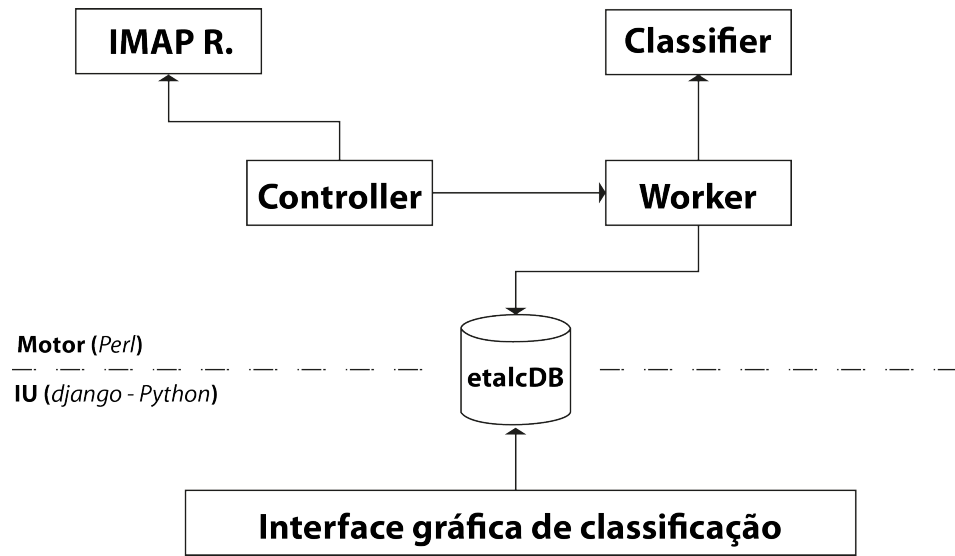 IMAP R.
Classifier
Controller
Worker
Motor (Perl)
etalcDB
IU (django - Python)
Interface gráfica de classificação